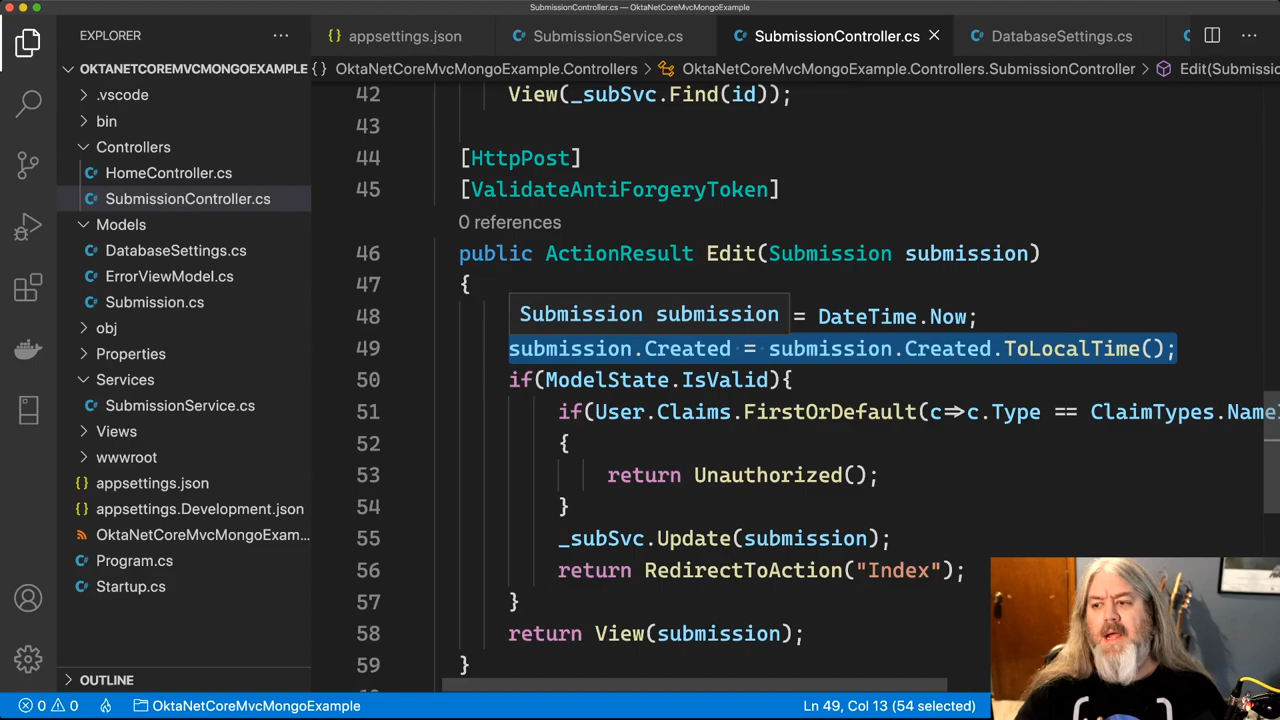 SubmissionController.cs — OktaNetCoreMvcMongoExample
EXPLORER
appsettings.json
SubmissionService.cs
SubmissionController.cs
DatabaseSettings.cs
OKTANETCOREMVCMONGOEXAMPLE
{} OktaNetCoreMvcMongoExample.Controllers > OktaNetCoreMvcMongoExample.Controllers.SubmissionController > Edit(Submissio
.vscode
bin
Controllers
HomeController.cs
SubmissionController.cs
Models
DatabaseSettings.cs
ErrorViewModel.cs
Submission.cs
obj
Properties
Services
SubmissionService.cs
Views
wwwroot
appsettings.json
appsettings.Development.json
OktaNetCoreMvcMongoExam...
Program.cs
Startup.cs
OUTLINE
42 View(_subSvc.Find(id));
43
44 [HttpPost]
45 [ValidateAntiForgeryToken]
0 references
46 public ActionResult Edit(Submission submission)
47 {
Submission submission
48 = DateTime.Now;
49 submission.Created = submission.Created.ToLocalTime();
50 if(ModelState.IsValid){
51 if(User.Claims.FirstOrDefault(c=>c.Type == ClaimTypes.NameI
52 {
53 return Unauthorized();
54 }
55 _subSvc.Update(submission);
56 return RedirectToAction("Index");
57 }
58 return View(submission);
59 }
0 0 OktaNetCoreMvcMongoExample
Ln 49, Col 13 (54 selected)